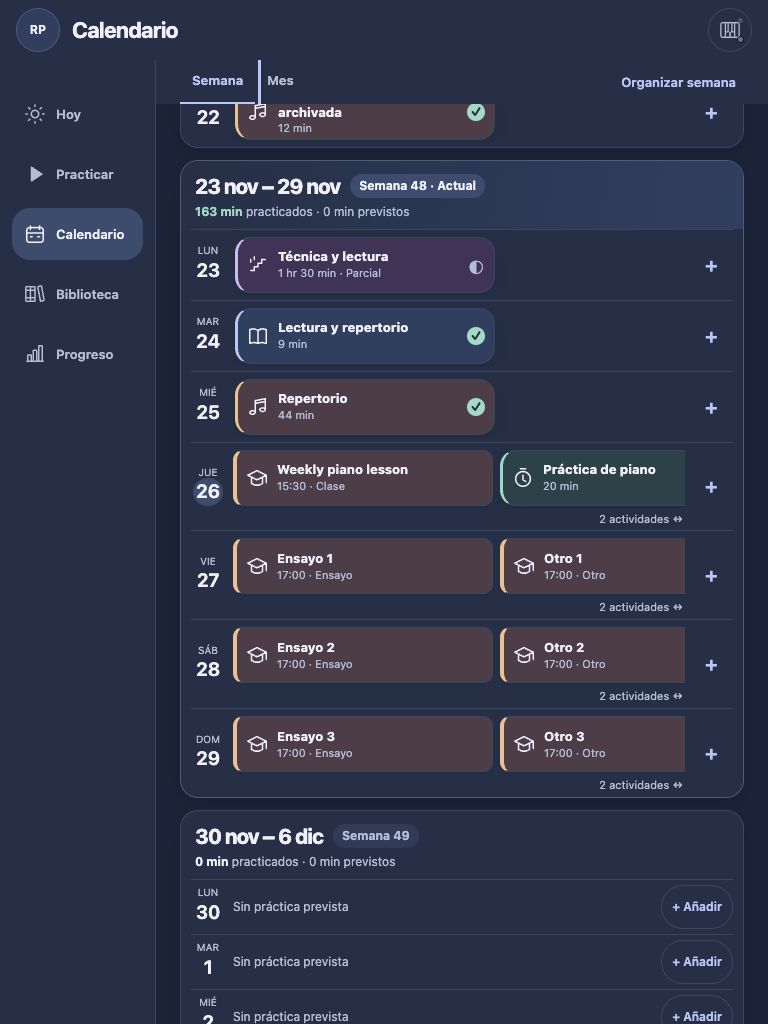 RP
Calendario
Semana
Mes
Organizar semana
Hoy
Practicar
Calendario
Biblioteca
Progreso
22
archivada
12 min
+
23 nov – 29 nov
Semana 48 · Actual
163 min practicados · 0 min previstos
LUN
23
Técnica y lectura
1 hr 30 min · Parcial
+
MAR
24
Lectura y repertorio
9 min
+
MIÉ
25
Repertorio
44 min
+
JUE
26
Weekly piano lesson
15:30 · Clase
Práctica de piano
20 min
+
2 actividades ↔
VIE
27
Ensayo 1
17:00 · Ensayo
Otro 1
17:00 · Otro
+
2 actividades ↔
SÁB
28
Ensayo 2
17:00 · Ensayo
Otro 2
17:00 · Otro
+
2 actividades ↔
DOM
29
Ensayo 3
17:00 · Ensayo
Otro 3
17:00 · Otro
+
2 actividades ↔
30 nov – 6 dic
Semana 49
0 min practicados · 0 min previstos
LUN
30
Sin práctica prevista
+ Añadir
MAR
1
Sin práctica prevista
+ Añadir
MIÉ
2
Sin práctica prevista
+ Añadir